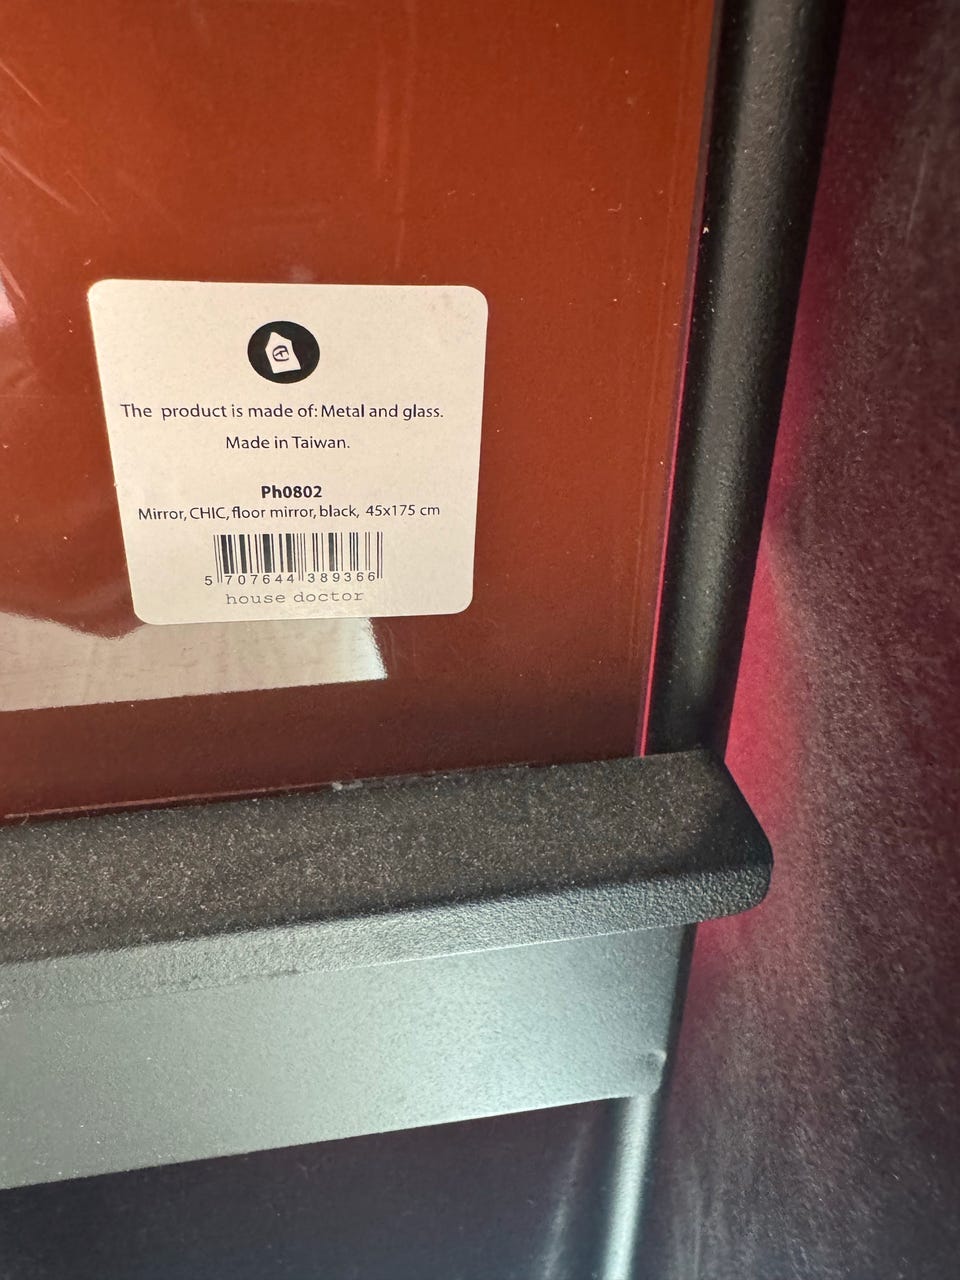 The product is made of: Metal and glass.
Made in Taiwan.
Ph0802
Mirror, CHIC, floor mirror, black, 45x175 cm
5 707644 389366
house doctor